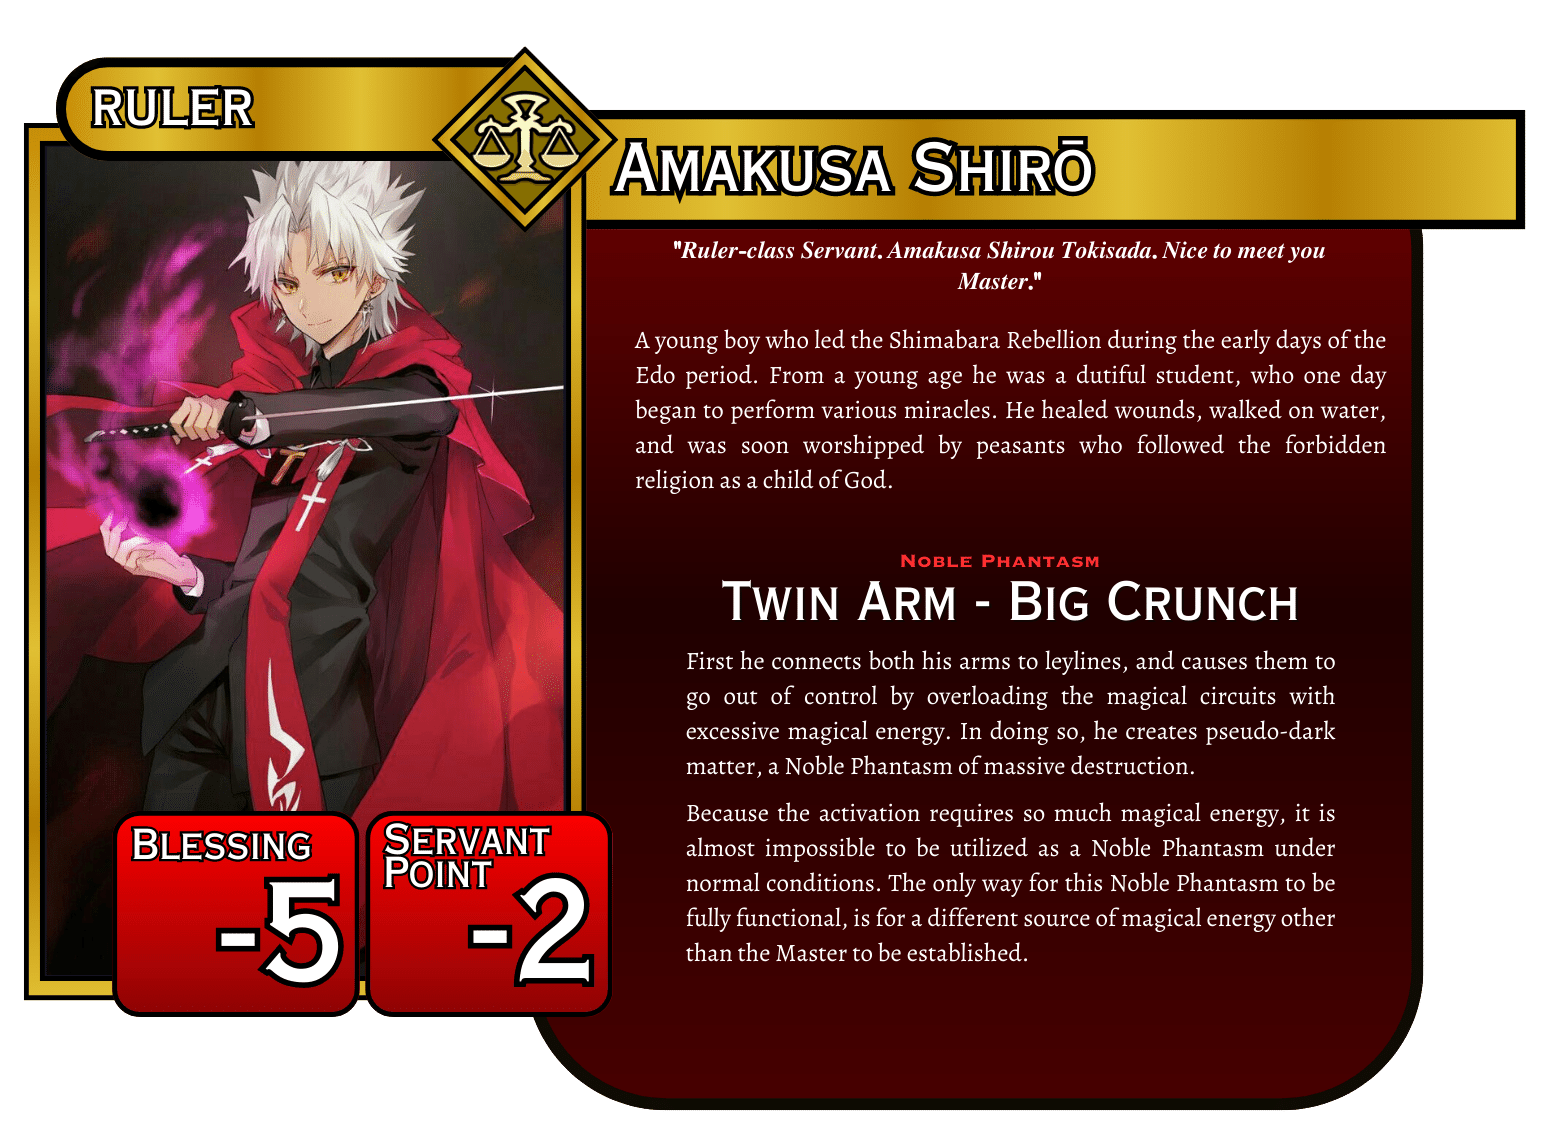 RULER
AMAKUSA SHIRŌ
"Ruler-class Servant. Amakusa Shirou Tokisada. Nice to meet you
Master."
A young boy who led the Shimabara Rebellion during the early days of the
Edo period. From a young age he was a dutiful student, who one day
began to perform various miracles. He healed wounds, walked on water,
and was soon worshipped by peasants who followed the forbidden
religion as a child of God.
NOBLE PHANTASM
TWIN ARM - BIG CRUNCH
First he connects both his arms to leylines, and causes them to
go out of control by overloading the magical circuits with
excessive magical energy. In doing so, he creates pseudo-dark
matter, a Noble Phantasm of massive destruction.
Because the activation requires so much magical energy, it is
almost impossible to be utilized as a Noble Phantasm under
normal conditions. The only way for this Noble Phantasm to be
fully functional, is for a different source of magical energy other
than the Master to be established.
BLESSING
-5
SERVANT
POINT
-2